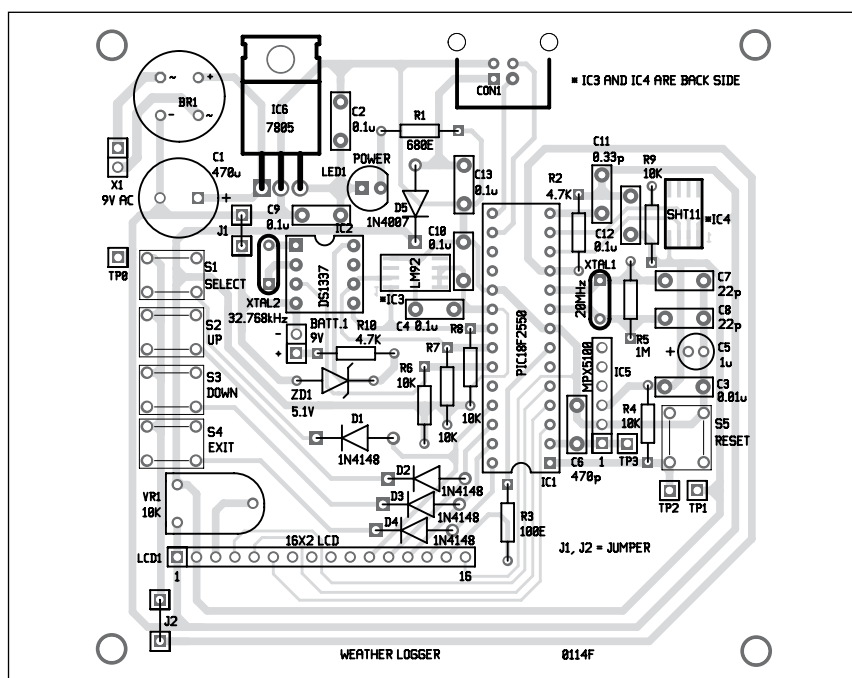 ~ +
BR1
- ~
IC6
7805
C2
0.1u
CON1
* IC3 AND IC4 ARE BACK SIDE
R1
680E
X1
9V AC
C1
470u
+
LED1
POWER
D5
1N4007
C13
0.1u
R2
4.7K
C11
0.33p
R9
10K
C12
0.1u
SHT11
*IC4
J1
C9
0.1u
IC2
DS1337
C10
0.1u
LM92
*IC3
C4 0.1u
TP0
S1
SELECT
XTAL2
32.768kHz
BATT.1
9V
-
+
R10
4.7K
R8
R7
R6
10K
10K
10K
PIC18F2550
IC1
XTAL1
20MHz
R5
1M
C7
22p
C8
22p
+
C5
1u
C3
0.01u
MPX5100
IC5
1
TP3
R4
10K
S5
RESET
TP2
TP1
C6
470p
S2
UP
S3
DOWN
S4
EXIT
ZD1
5.1V
D1
1N4148
D2
1N4148
D3
1N4148
D4
1N4148
VR1
10K
R3
100E
16X2 LCD
LCD1
1
16
J1, J2 = JUMPER
J2
WEATHER LOGGER
0114F